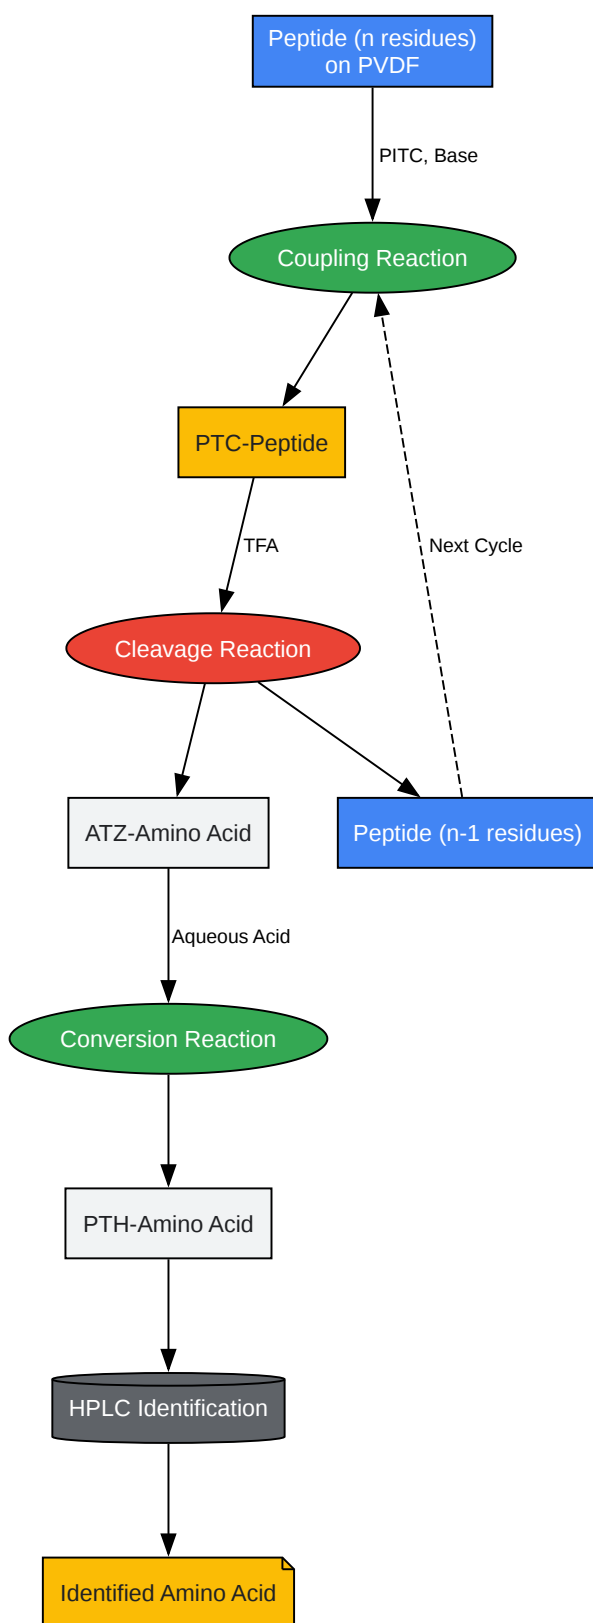 Peptide (n residues)
on PVDF
PITC, Base
Coupling Reaction
PTC-Peptide
TFA
Next Cycle
Cleavage Reaction
ATZ-Amino Acid
Peptide (n-1 residues)
Aqueous Acid
Conversion Reaction
PTH-Amino Acid
HPLC Identification
Identified Amino Acid